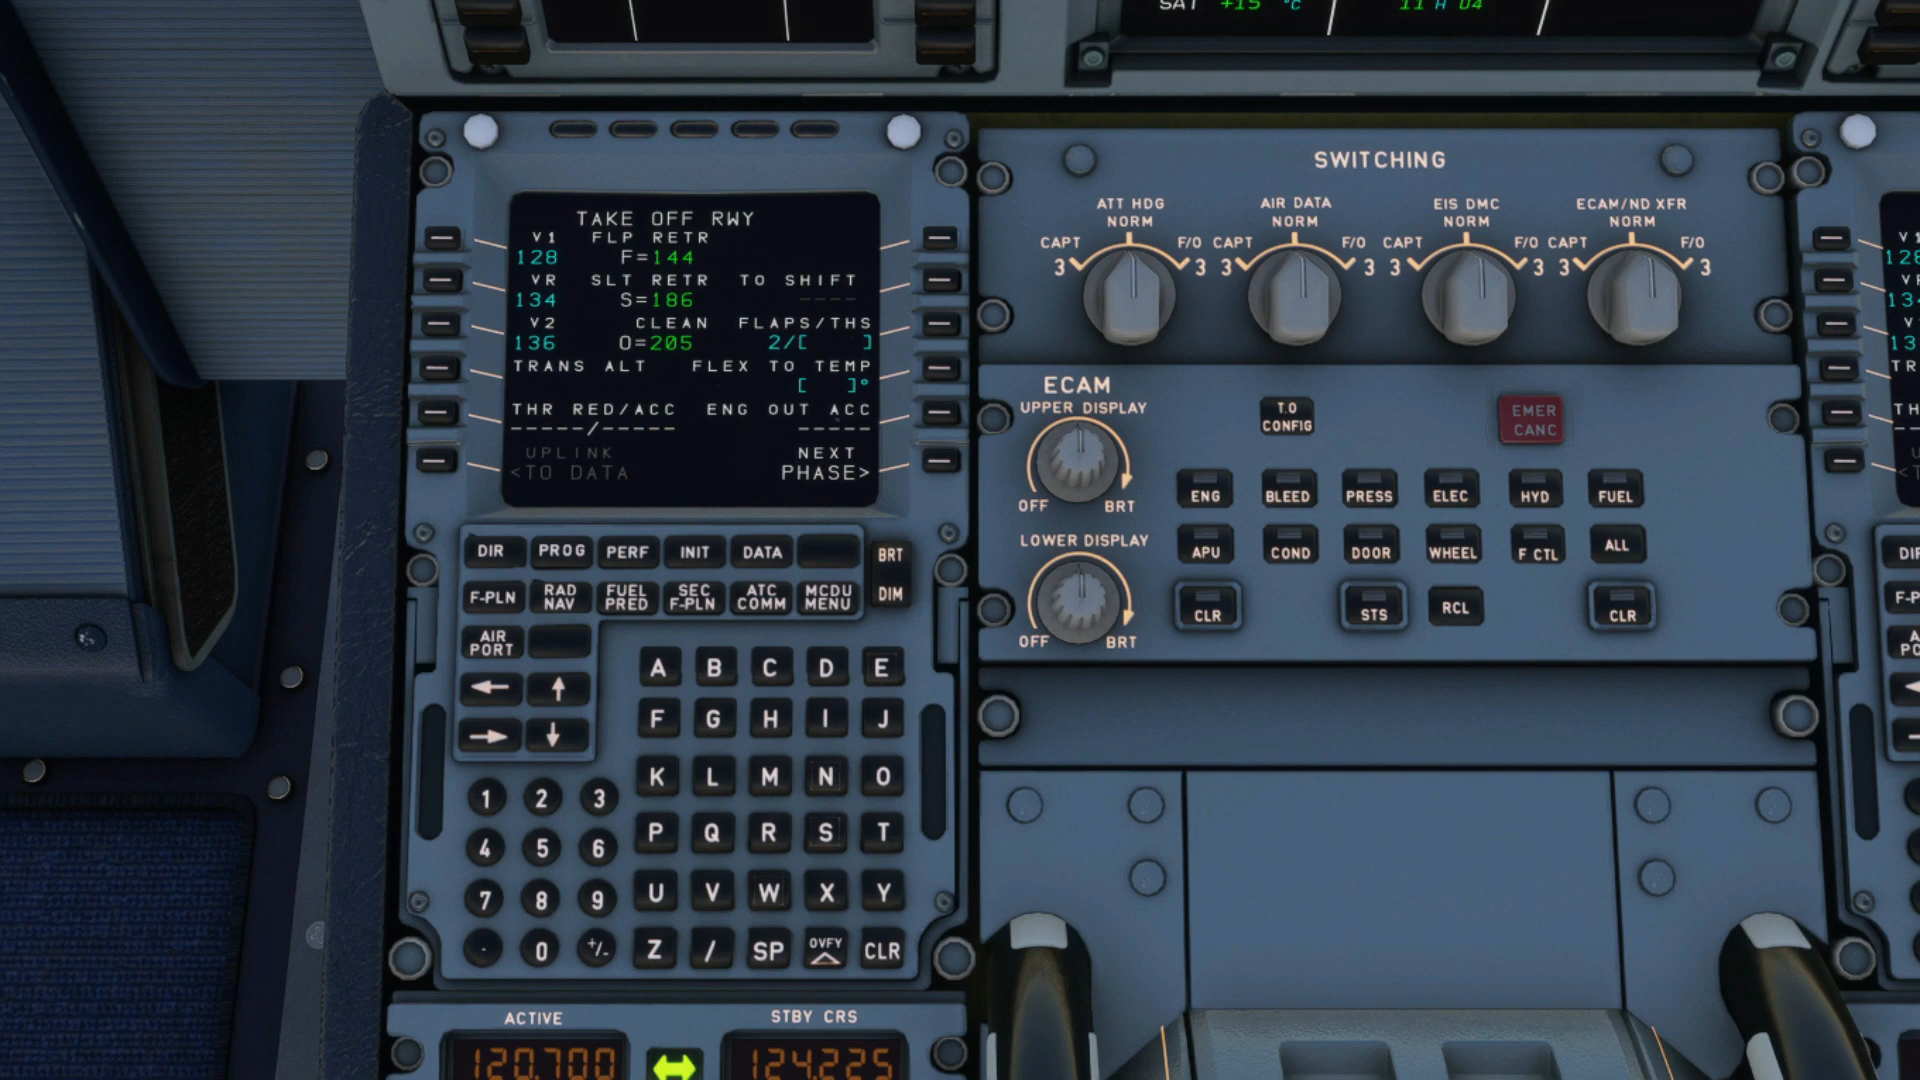 SAT +15 °C 11 H 04
TAKE OFF RWY
V1 FLP RETR
128 F=144
VR SLT RETR TO SHIFT
134 S=186 ----
V2 CLEAN FLAPS/THS
136 O=205 2/[ ]
TRANS ALT FLEX TO TEMP
[ ]°
THR RED/ACC ENG OUT ACC
-----/----- -----
UPLINK NEXT
<TO DATA PHASE>
DIR PROG PERF INIT DATA
BRT
DIM
F-PLN RAD NAV FUEL PRED SEC F-PLN ATC COMM MCDU MENU
AIR PORT
← ↑
→ ↓
A B C D E
F G H I J
K L M N O
P Q R S T
U V W X Y
Z / SP OVFY CLR
1 2 3
4 5 6
7 8 9
. 0 +/-
ACTIVE STBY CRS
120.700 124.225
SWITCHING
ATT HDG AIR DATA EIS DMC ECAM/ND XFR
NORM NORM NORM NORM
CAPT F/O CAPT F/O CAPT F/O CAPT F/O
3 3 3 3 3 3 3 3
ECAM
UPPER DISPLAY
OFF BRT
LOWER DISPLAY
OFF BRT
T.O CONFIG
EMER CANC
ENG BLEED PRESS ELEC HYD FUEL
APU COND DOOR WHEEL F CTL ALL
CLR STS RCL CLR
V
128
V
134
V
13
TR
TH
DIR
F-P